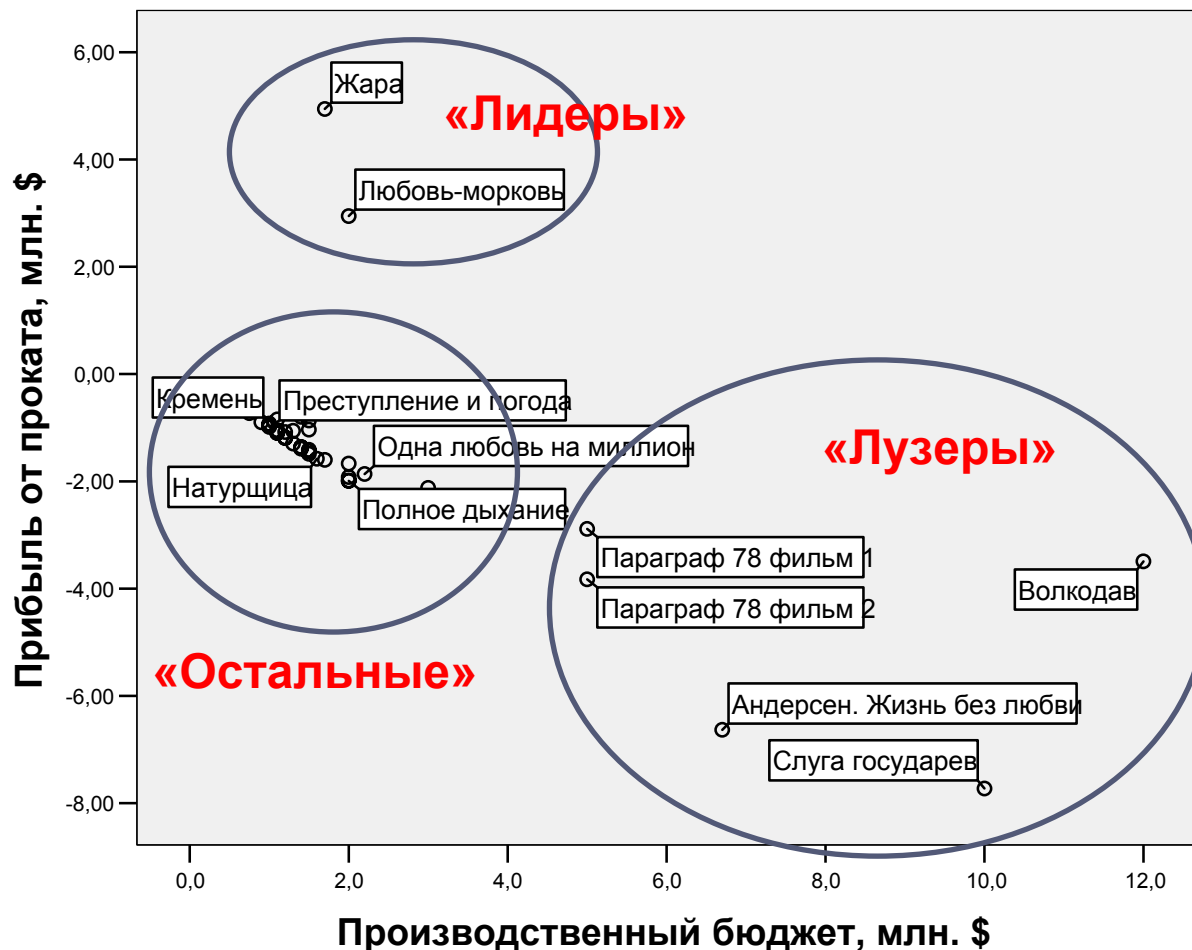 Прибыль от проката, млн. $
6,00
4,00
2,00
0,00
-2,00
-4,00
-6,00
-8,00
Жара
«Лидеры»
Любовь-морковь
Кремень
Преступление и погода
Одна любовь на миллион
Натурщица
Полное дыхание
«Лузеры»
Параграф 78 фильм 1
Параграф 78 фильм 2
Волкодав
«Остальные»
Андерсен. Жизнь без любви
Слуга государев
0,0
2,0
4,0
6,0
8,0
10,0
12,0
Производственный бюджет, млн. $